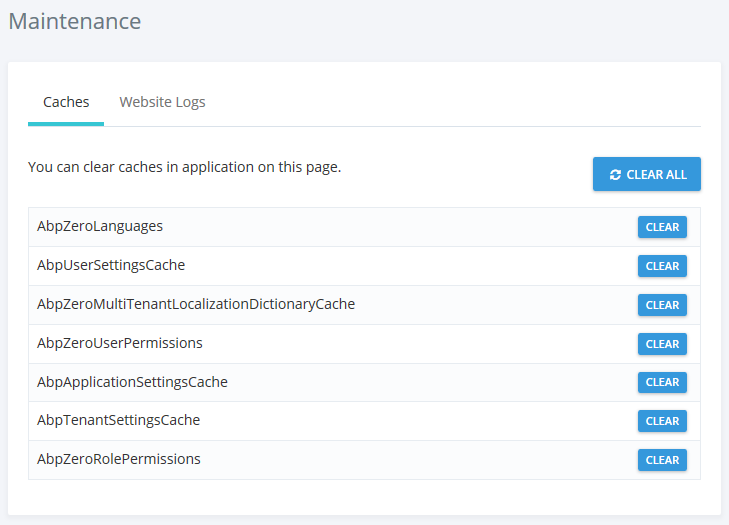 Maintenance
Caches Website Logs
You can clear caches in application on this page.
CLEAR ALL
AbpZeroLanguages CLEAR
AbpUserSettingsCache CLEAR
AbpZeroMultiTenantLocalizationDictionaryCache CLEAR
AbpZeroUserPermissions CLEAR
AbpApplicationSettingsCache CLEAR
AbpTenantSettingsCache CLEAR
AbpZeroRolePermissions CLEAR